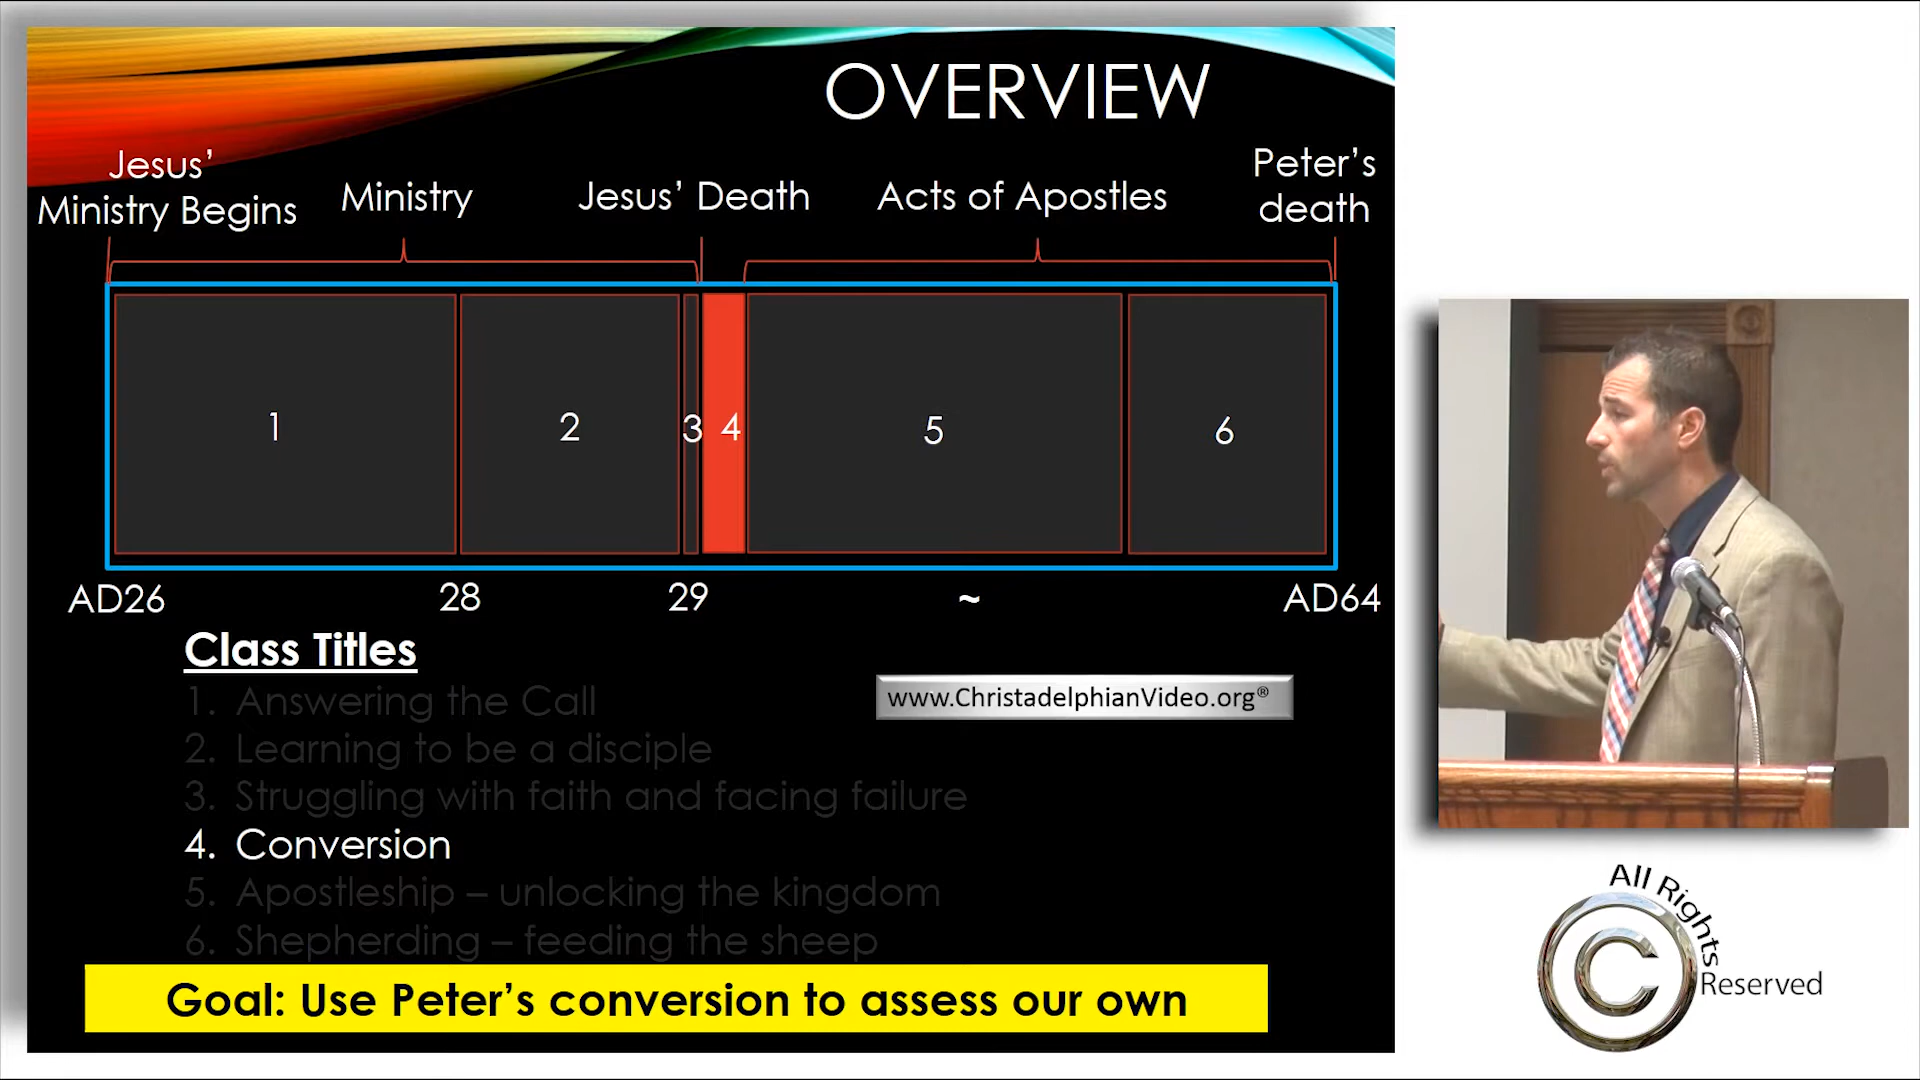 OVERVIEW
Jesus’
Ministry Begins
Ministry
Jesus’ Death
Acts of Apostles
Peter’s
death
1
2
3
4
5
6
AD26
28
29
~
AD64
Class Titles
1. Answering the Call
2. Learning to be a disciple
3. Struggling with faith and facing failure
4. Conversion
5. Apostleship – unlocking the kingdom
6. Shepherding – feeding the sheep
www.ChristadelphianVideo.org®
Goal: Use Peter’s conversion to assess our own
All Rights
Reserved
©